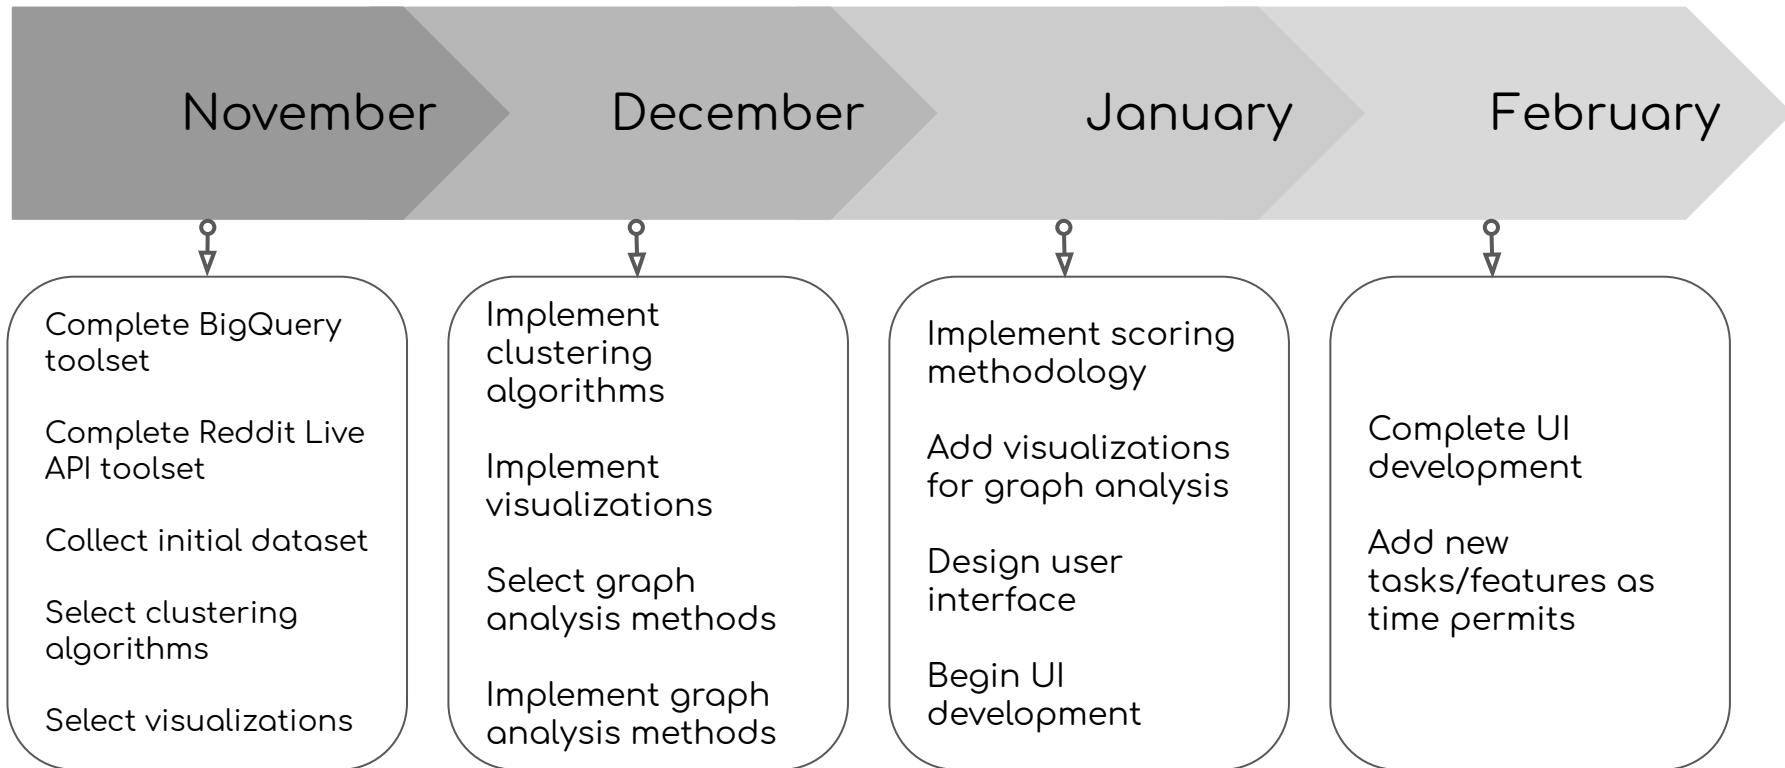 November
December
January
February
Complete BigQuery
toolset
Complete Reddit Live
API toolset
Collect initial dataset
Select clustering
algorithms
Select visualizations
Implement
clustering
algorithms
Implement
visualizations
Select graph
analysis methods
Implement graph
analysis methods
Implement scoring
methodology
Add visualizations
for graph analysis
Design user
interface
Begin UI
development
Complete UI
development
Add new
tasks/features as
time permits